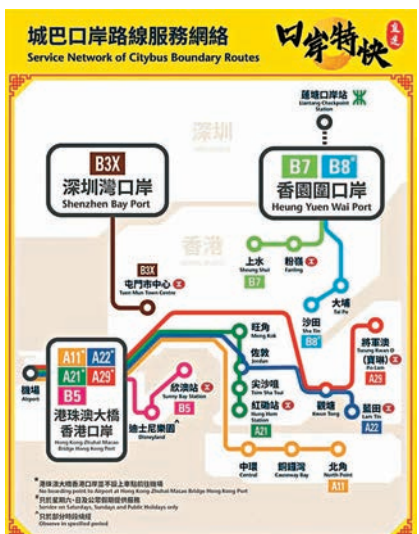 城巴口岸路線服務網絡
Service Network of Citybus Boundary Routes
口岸特快
直達
蓮塘口岸站
Liantang Checkpoint
Station
深圳
B3X
深圳灣口岸
Shenzhen Bay Port
B7 B8*
香園圍口岸
Heung Yuen Wai Port
香港
上水
Sheung Shui
B7
粉嶺
Fanling
B3X
屯門市中心
Tuen Mun Town Centre
沙田
Sha Tin
B8*
大埔
Tai Po
A11* A22*
A21* A29*
B5
港珠澳大橋
香港口岸
Hong Kong Zhuhai Macao
Bridge Hong Kong Port
機場
Airport
欣澳站
Sunny Bay Station
B5
迪士尼樂園^
Disneyland
旺角
Mong Kok
佐敦
Jordan
尖沙咀
Tsim Sha Tsui
紅磡站
Hung Hom
Station
A21
將軍澳
Tseung Kwan O
(寶琳)
Po Lam
A29
觀塘
Kwun Tong
藍田
Lam Tin
A22
中環
Central
銅鑼灣
Causeway Bay
北角
North Point
A11
*港珠澳大橋香港口岸並不設上車點前往機場
No boarding point to Airport at Hong Kong Zhuhai Macao Bridge Hong Kong Port
*只於星期六、日及公眾假期提供服務
Service on Saturdays, Sundays and Public Holidays only
^只於部分時段繞經
Observe in specified period